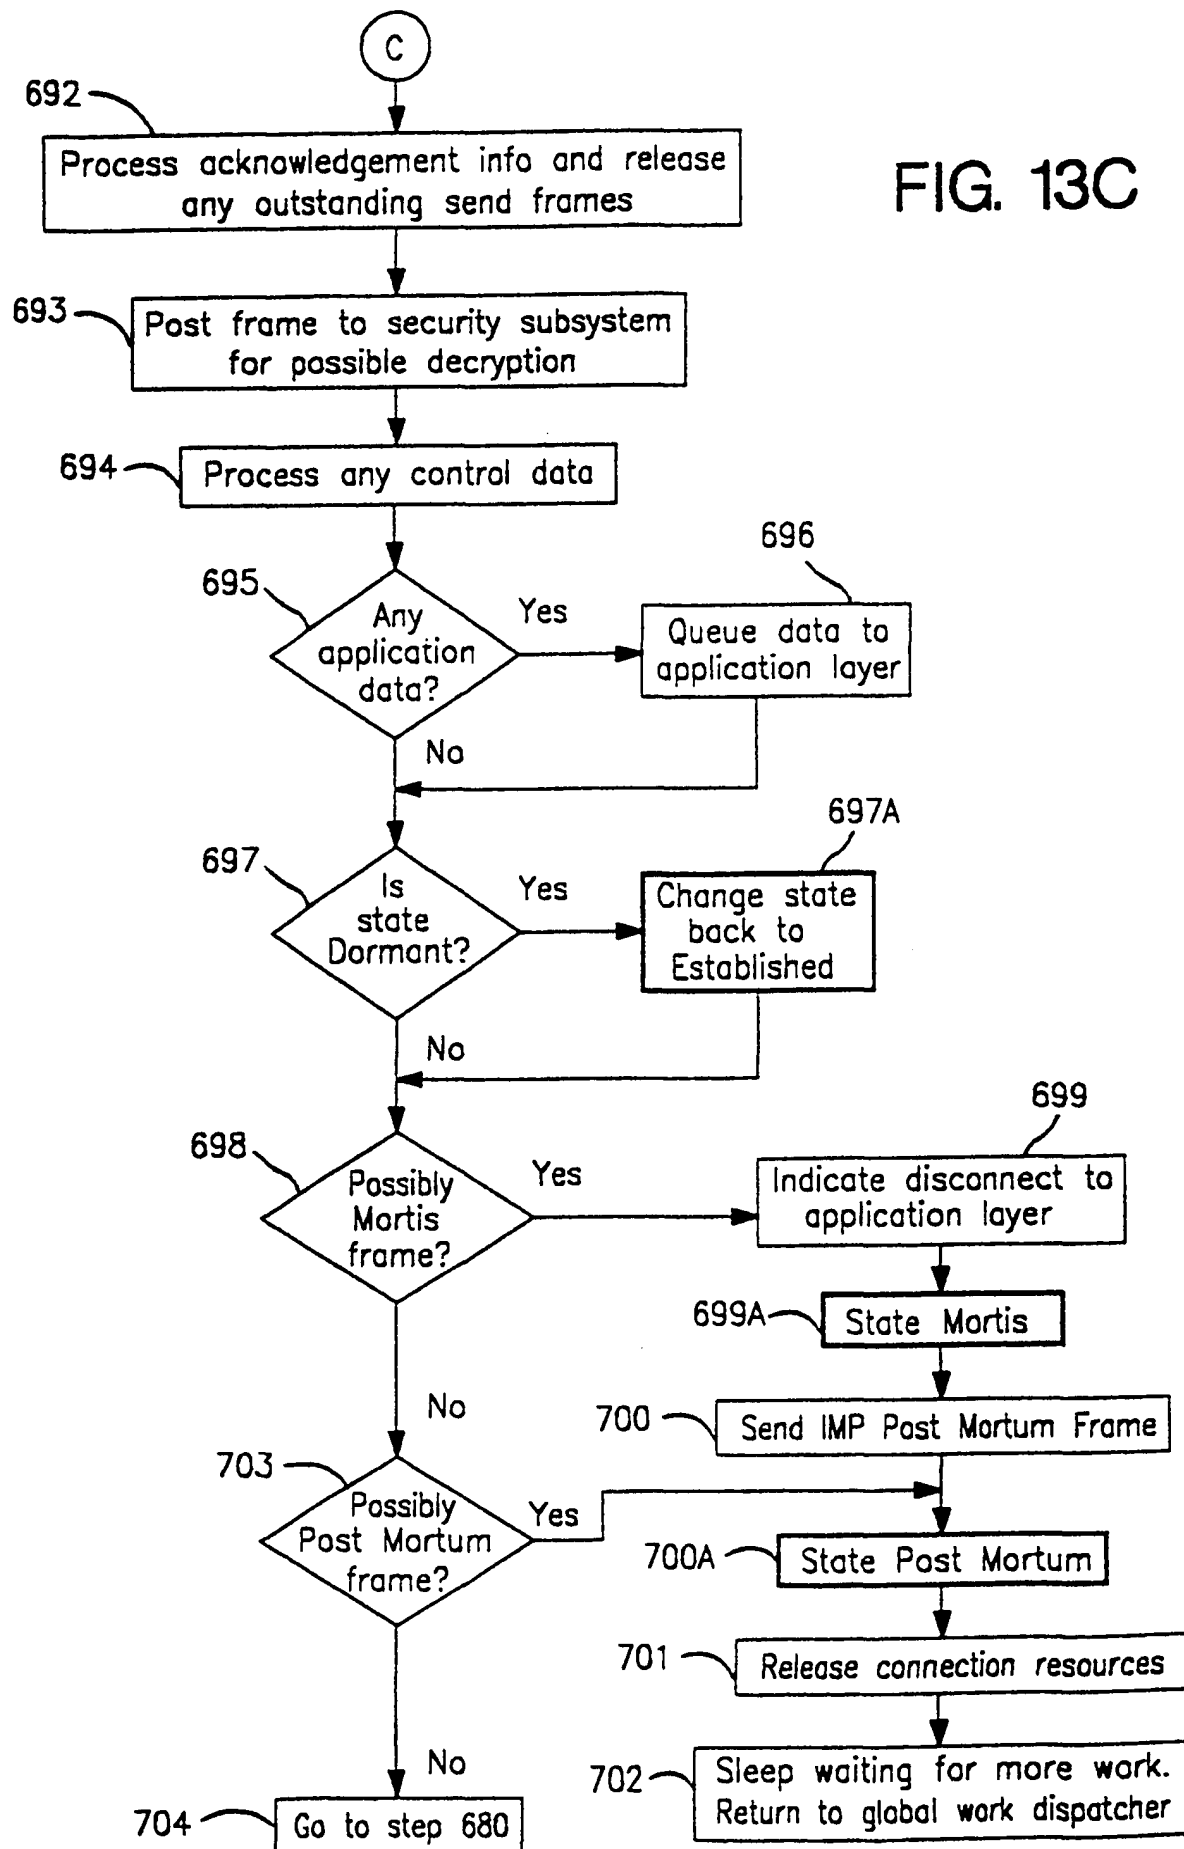 C
692
Process acknowledgement info and release
any outstanding send frames
FIG. 13C
693
Post frame to security subsystem
for possible decryption
694
Process any control data
695
Any
application
data?
Yes
696
Queue data to
application layer
No
697
Is
state
Dormant?
Yes
697A
Change state
back to
Established
No
698
Possibly
Mortis
frame?
Yes
699
Indicate disconnect to
application layer
699A
State Mortis
No
700
Send IMP Post Mortum Frame
703
Possibly
Post Mortum
frame?
Yes
700A
State Post Mortum
701
Release connection resources
No
702
Sleep waiting for more work.
Return to global work dispatcher
704
Go to step 680